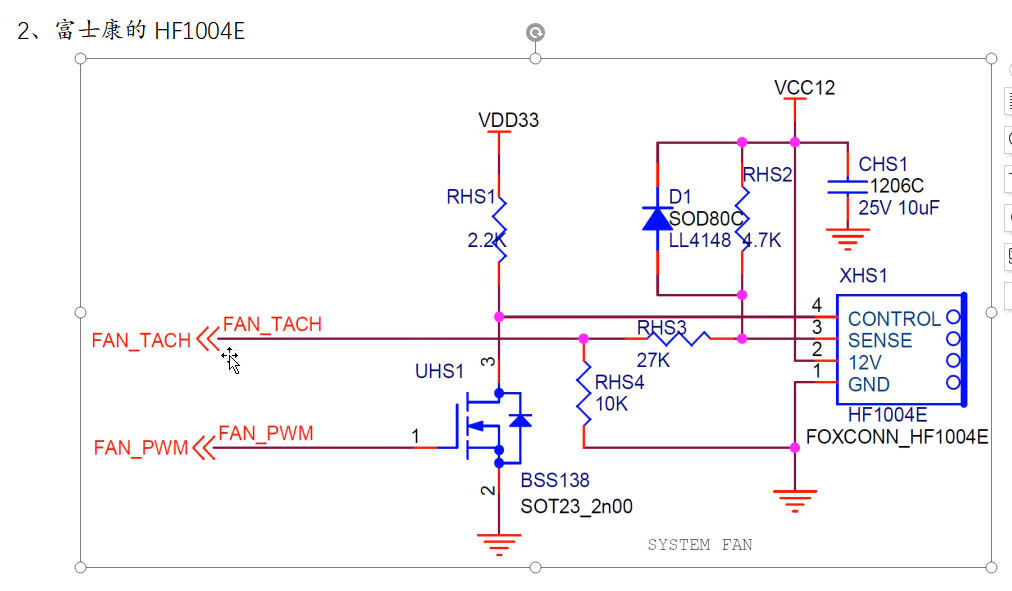 2、富士康的 HF1004E
VCC12
VDD33
RHS1
2.2K
D1
SOD80C
LL4148
RHS2
4.7K
CHS1
1206C
25V 10uF
XHS1
4 CONTROL
3 SENSE
2 12V
1 GND
HF1004E
FOXCONN_HF1004E
FAN_TACH
FAN_TACH
RHS3
27K
RHS4
10K
UHS1
3
FAN_PWM
FAN_PWM
1
2
BSS138
SOT23_2n00
SYSTEM FAN